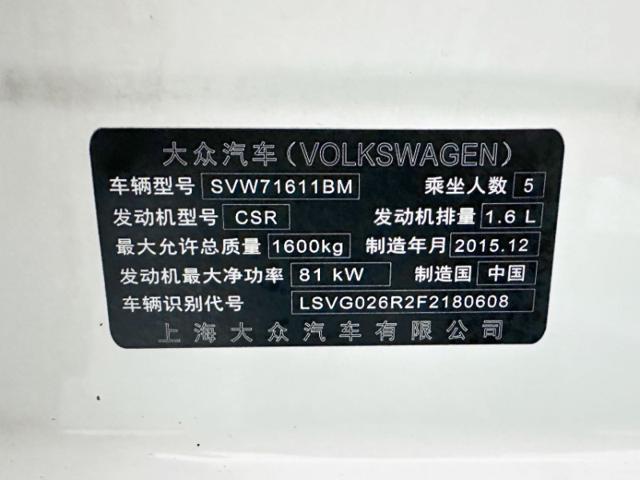 大众汽车(VOLKSWAGEN)
车辆型号 SVW71611BM 乘坐人数 5
发动机型号 CSR 发动机排量 1.6 L
最大允许总质量 1600kg 制造年月 2015.12
发动机最大净功率 81 kW 制造国 中国
车辆识别代号 LSVG026R2F2180608
上海大众汽车有限公司